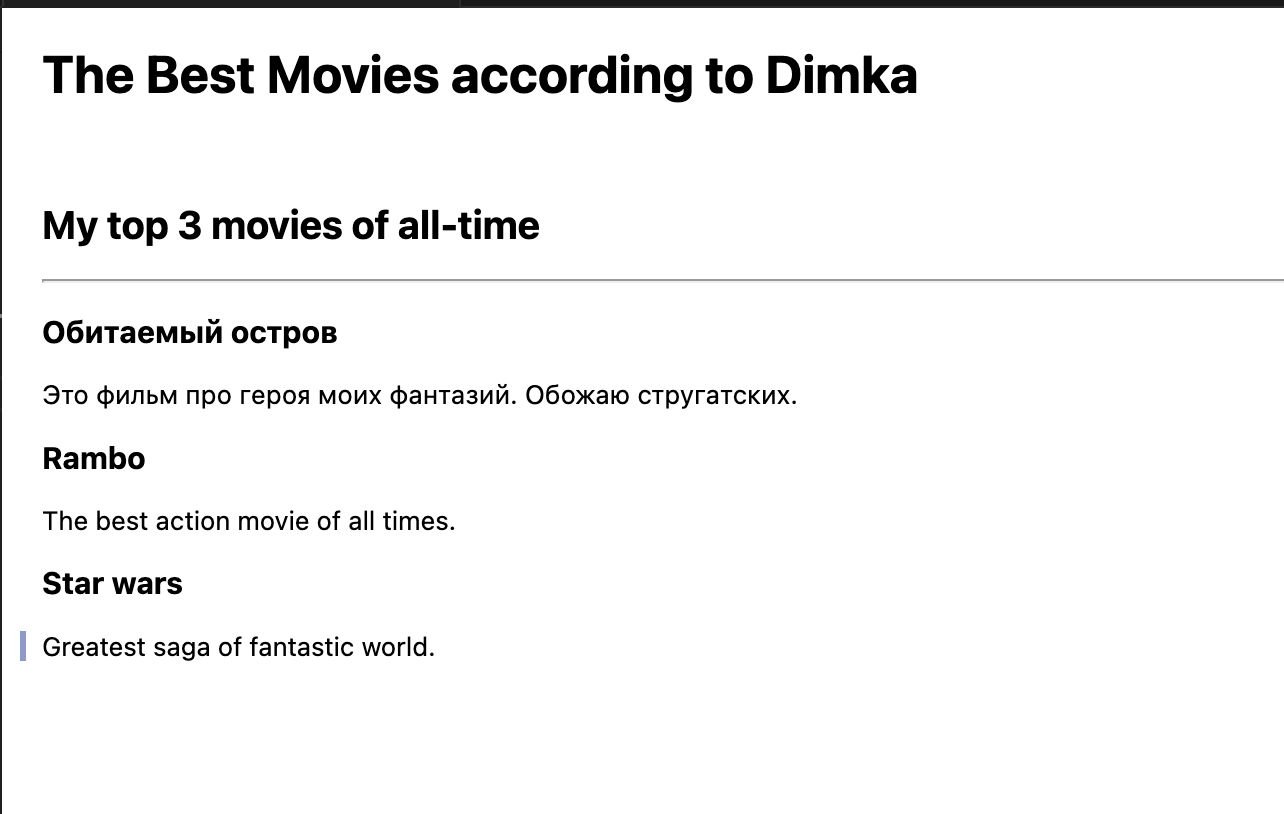 The Best Movies according to Dimka
My top 3 movies of all-time
Обитаемый остров
Это фильм про героя моих фантазий. Обожаю стругатских.
Rambo
The best action movie of all times.
Star wars
Greatest saga of fantastic world.